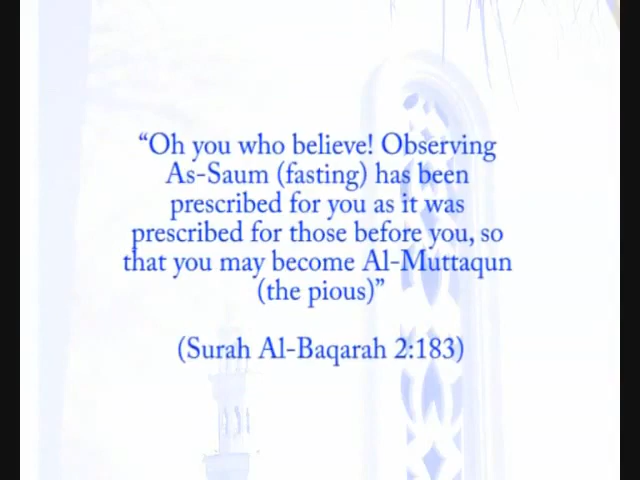 “Oh you who believe! Observing
As-Saum (fasting) has been
prescribed for you as it was
prescribed for those before you, so
that you may become Al-Muttaqun
(the pious)”
(Surah Al-Baqarah 2:183)